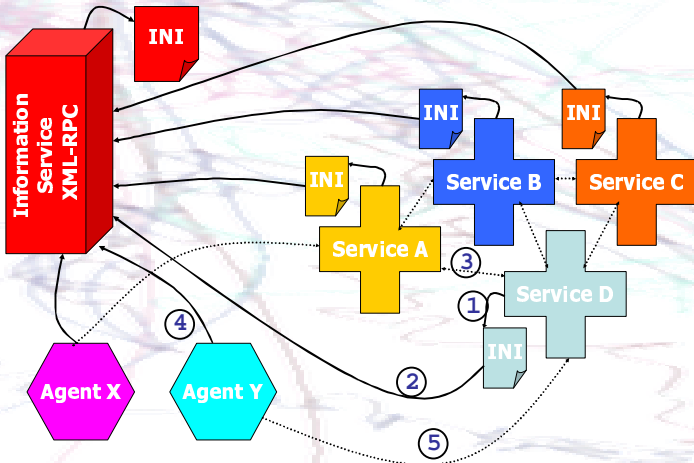 INI
Information
Service
XML-RPC
INI
INI
INI
Service B
Service C
Service A
3
Service D
1
4
INI
Agent X
Agent Y
2
5